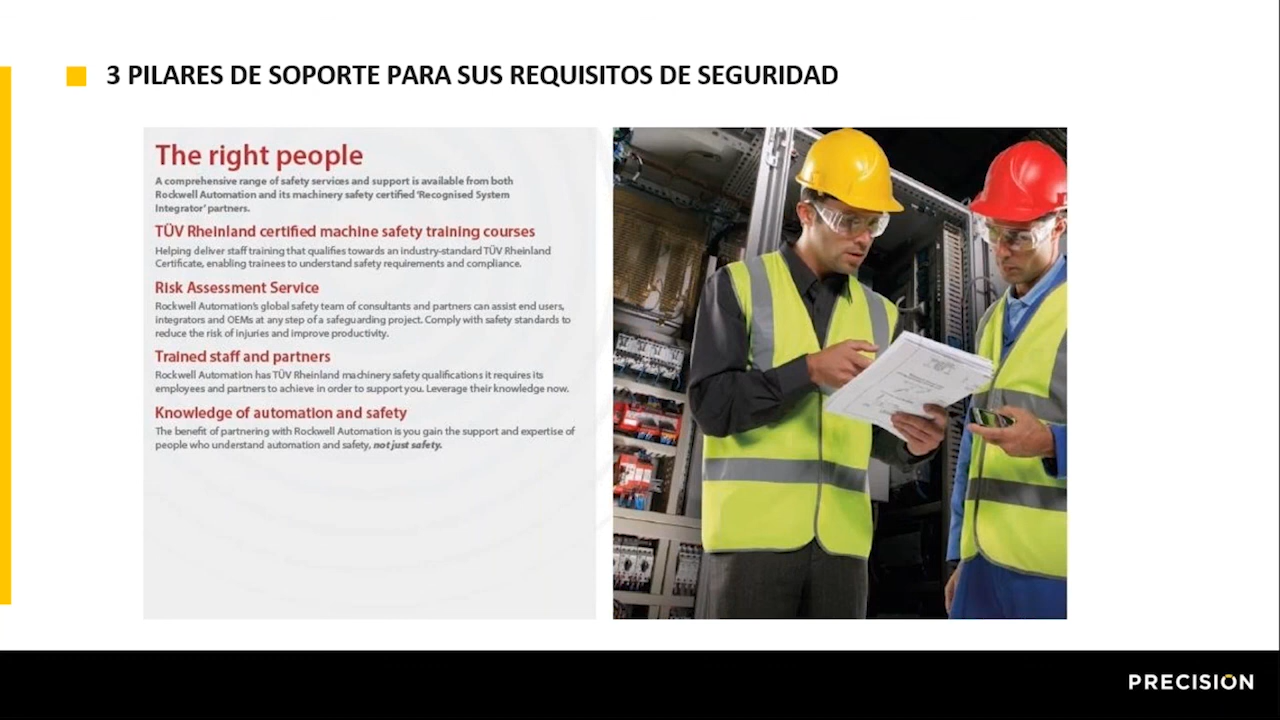 3 PILARES DE SOPORTE PARA SUS REQUISITOS DE SEGURIDAD
The right people
A comprehensive range of safety services and support is available from both
Rockwell Automation and its machinery safety certified 'Recognised System
Integrator' partners.
TÜV Rheinland certified machine safety training courses
Helping deliver staff training that qualifies towards an industry-standard TÜV Rheinland
Certificate, enabling trainees to understand safety requirements and compliance.
Risk Assessment Service
Rockwell Automation's global safety team of consultants and partners can assist end users,
integrators and OEMs at any step of a safeguarding project. Comply with safety standards to
reduce the risk of injuries and improve productivity.
Trained staff and partners
Rockwell Automation has TÜV Rheinland machinery safety qualifications it requires its
employees and partners to achieve in order to support you. Leverage their knowledge now.
Knowledge of automation and safety
The benefit of partnering with Rockwell Automation is you gain the support and expertise of
people who understand automation and safety, not just safety.
PRECISION